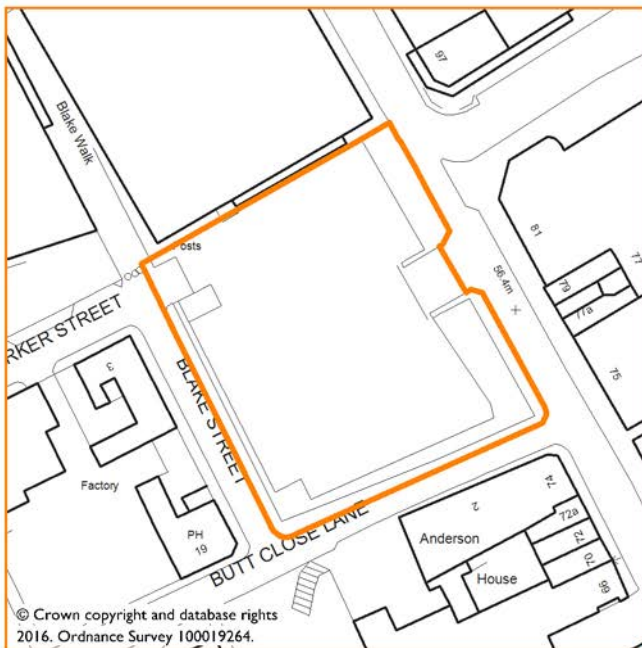 97
Blake Walk
Posts
81
56.4m
77
79
77a
75
RKER STREET
BLAKE STREET
3
Factory
PH
19
BUTT CLOSE LANE
2
74
72a
72
70
66
Anderson
House
© Crown copyright and database rights
2016. Ordnance Survey 100019264.